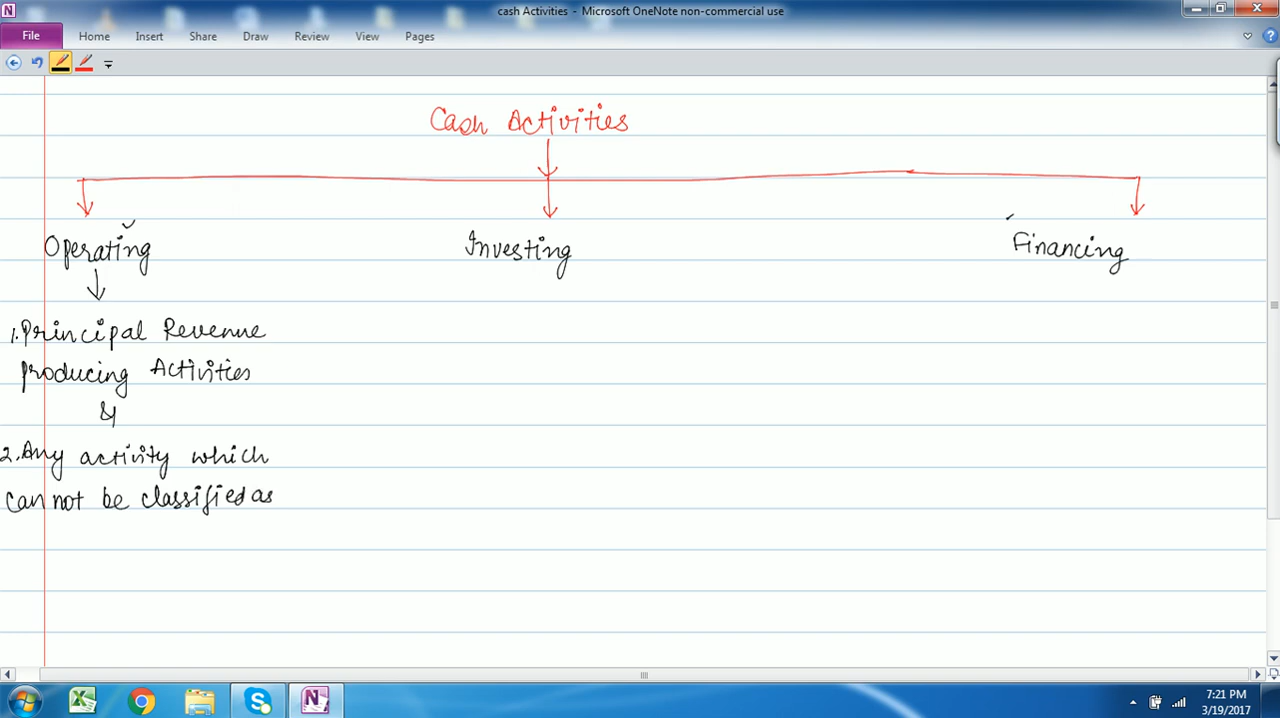 cash Activities - Microsoft OneNote non-commercial use
File Home Insert Share Draw Review View Pages
Cash Activities
Operating Investing Financing
1.Principal Revenue
producing Activities
&
2.Any activity which
can not be classified as
7:21 PM
3/19/2017